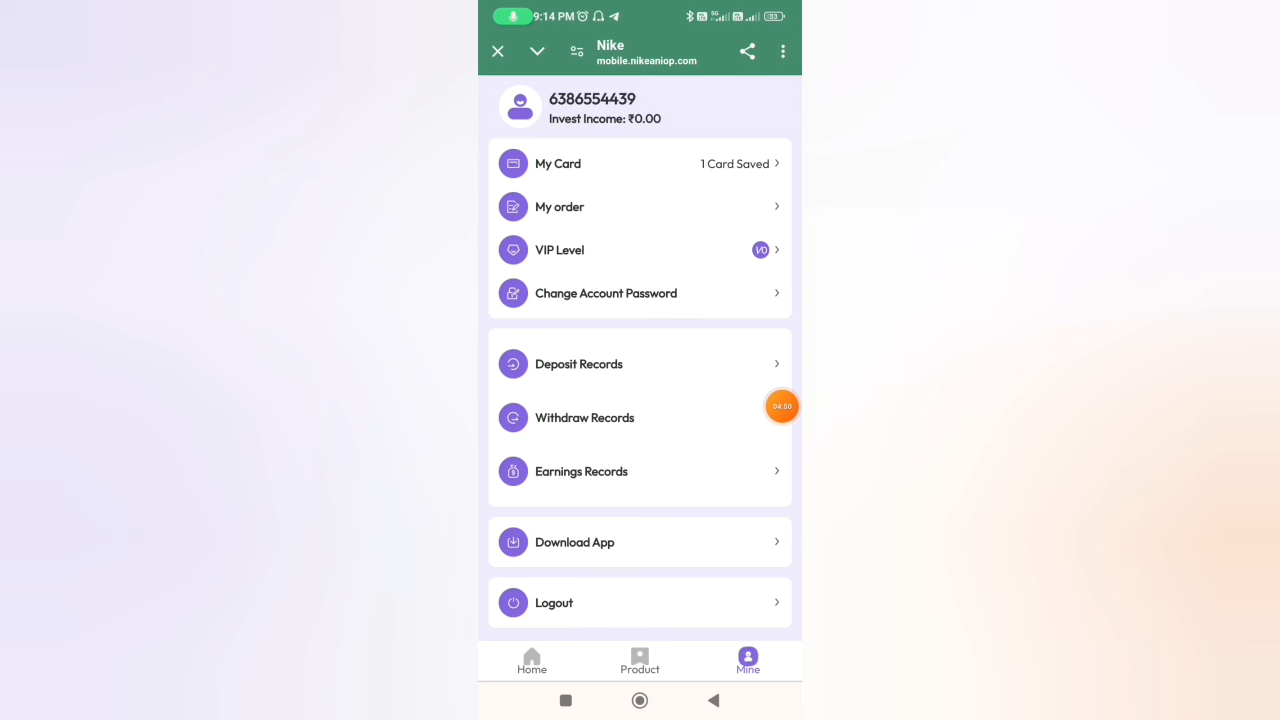 9:14 PM
5G
33
Nike
mobile.nikeaniop.com
6386554439
Invest Income: ₹0.00
My Card
1 Card Saved
My order
VIP Level
V0
Change Account Password
Deposit Records
04:50
Withdraw Records
Earnings Records
Download App
Logout
Home
Product
Mine